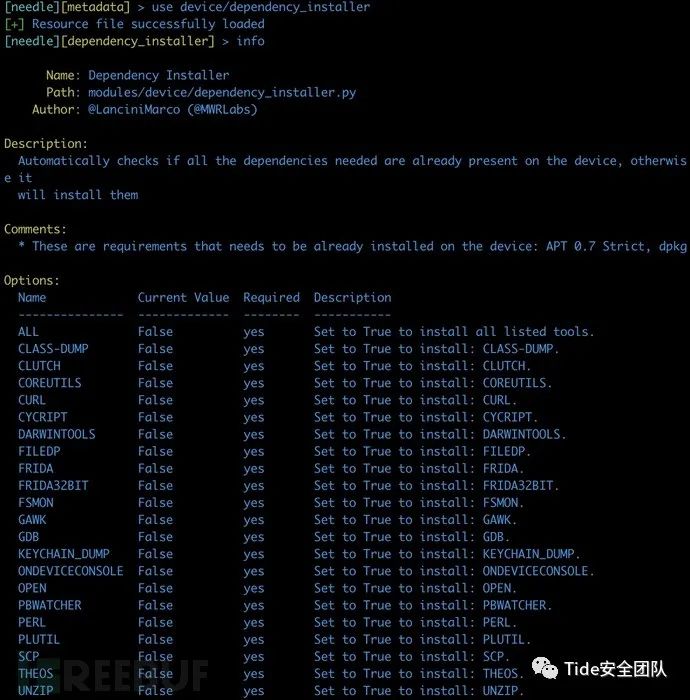 [needle][metadata] > use device/dependency_installer
[+] Resource file successfully loaded
[needle][dependency_installer] > info
Name: Dependency Installer
Path: modules/device/dependency_installer.py
Author: @LanciniMarco (@MWRLabs)
Description:
Automatically checks if all the dependencies needed are already present on the device, otherwis
e it
will install them
Comments:
* These are requirements that needs to be already installed on the device: APT 0.7 Strict, dpkg
Options:
Name Current Value Required Description
--------------- ------------- -------- -----------
ALL False yes Set to True to install all listed tools.
CLASS-DUMP False yes Set to True to install: CLASS-DUMP.
CLUTCH False yes Set to True to install: CLUTCH.
COREUTILS False yes Set to True to install: COREUTILS.
CURL False yes Set to True to install: CURL.
CYCRIPT False yes Set to True to install: CYCRIPT.
DARWINTOOLS False yes Set to True to install: DARWINTOOLS.
FILEDP False yes Set to True to install: FILEDP.
FRIDA False yes Set to True to install: FRIDA.
FRIDA32BIT False yes Set to True to install: FRIDA32BIT.
FSMON False yes Set to True to install: FSMON.
GAWK False yes Set to True to install: GAWK.
GDB False yes Set to True to install: GDB.
KEYCHAIN_DUMP False yes Set to True to install: KEYCHAIN_DUMP.
ONDEVICECONSOLE False yes Set to True to install: ONDEVICECONSOLE.
OPEN False yes Set to True to install: OPEN.
PBWATCHER False yes Set to True to install: PBWATCHER.
PERL False yes Set to True to install: PERL.
PLUTIL False yes Set to True to install: PLUTIL.
SCP False yes Set to True to install: SCP.
THEOS False yes Set to True to install: THEOS.
UNZIP False yes Set to True to install: UNZIP.
REEBUF
Tide安全团队